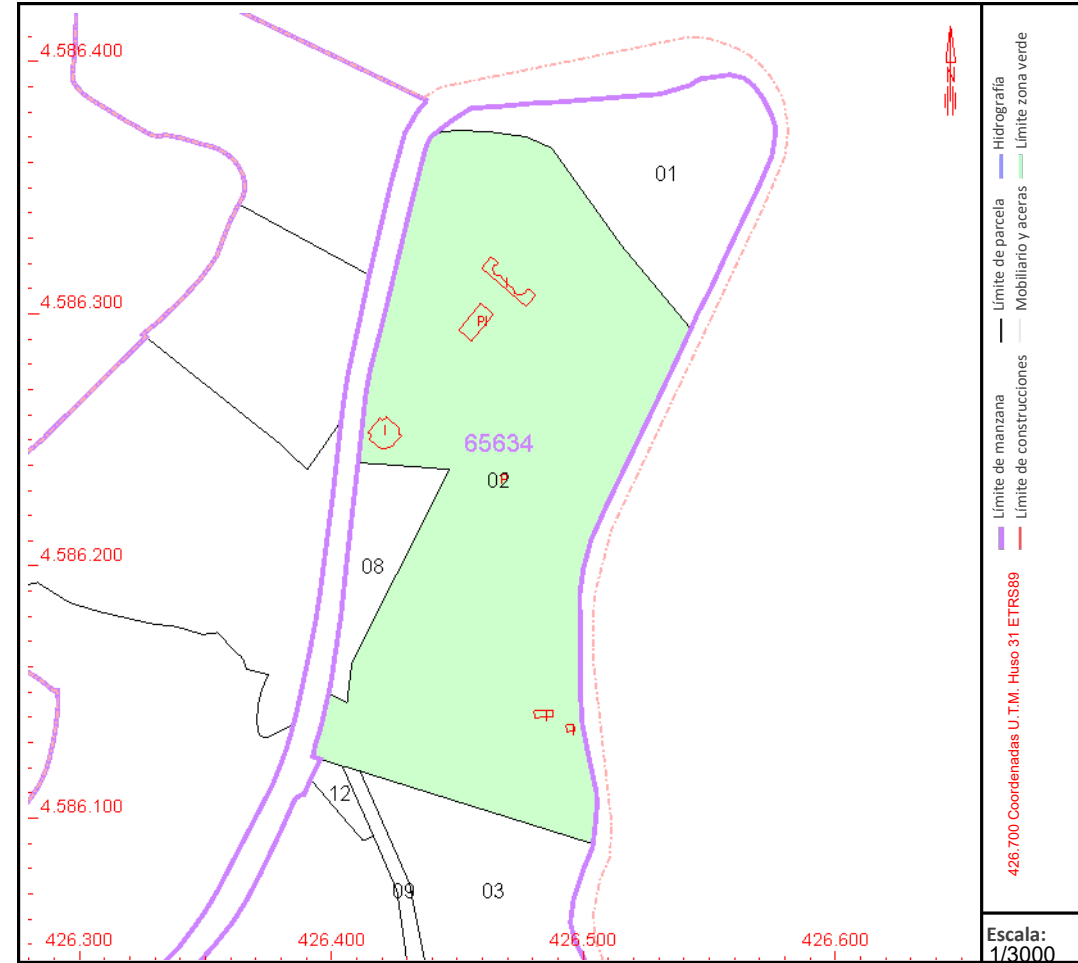 4.586.400
01
4.586.300
I
PI
I
65634
02
P
4.586.200
08
I
I
4.586.100
12
09
03
426.300
426.400
426.500
426.600
N
Hidrografía
Límite zona verde
Límite de parcela
Mobiliario y aceras
Límite de manzana
Límite de construcciones
426.700 Coordenadas U.T.M. Huso 31 ETRS89
Escala:
1/3000